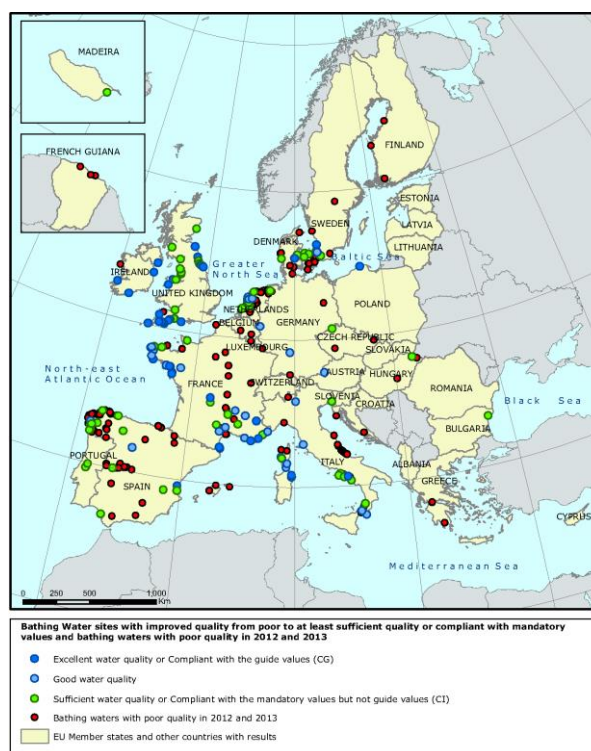 MADEIRA
FRENCH GUIANA
FINLAND
ESTONIA
SWEDEN
LATVIA
DENMARK
Baltic Sea
LITHUANIA
Greater
North Sea
IRELAND
UNITED KINGDOM
NETHERLANDS
POLAND
BELGIUM
GERMANY
LUXEMBOURG
CZECH REPUBLIC
SLOVAKIA
North-east
Atlantic Ocean
AUSTRIA
HUNGARY
FRANCE
SWITZERLAND
SLOVENIA
ROMANIA
CROATIA
Black Sea
BULGARIA
ITALY
PORTUGAL
ALBANIA
SPAIN
GREECE
CYPRUS
Mediterranean Sea
0 250 500 1,000
Km
Bathing Water sites with improved quality from poor to at least sufficient quality or compliant with mandatory
values and bathing waters with poor quality in 2012 and 2013
Excellent water quality or Compliant with the guide values (CG)
Good water quality
Sufficient water quality or Compliant with the mandatory values but not guide values (CI)
Bathing waters with poor quality in 2012 and 2013
EU Member states and other countries with results